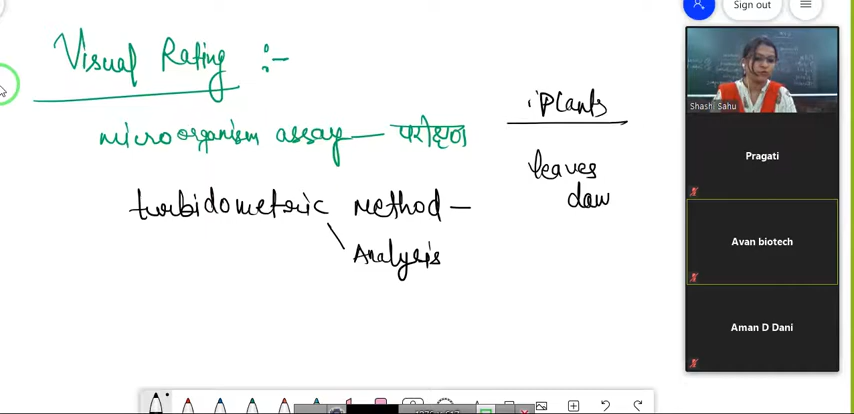 Sign out
Visual Rating :-
microorganism assay — परीक्षण
turbidometric method —
Analysis
Plants
leaves
dam
Shashi Sahu
Pragati
Avan biotech
Aman D Dani